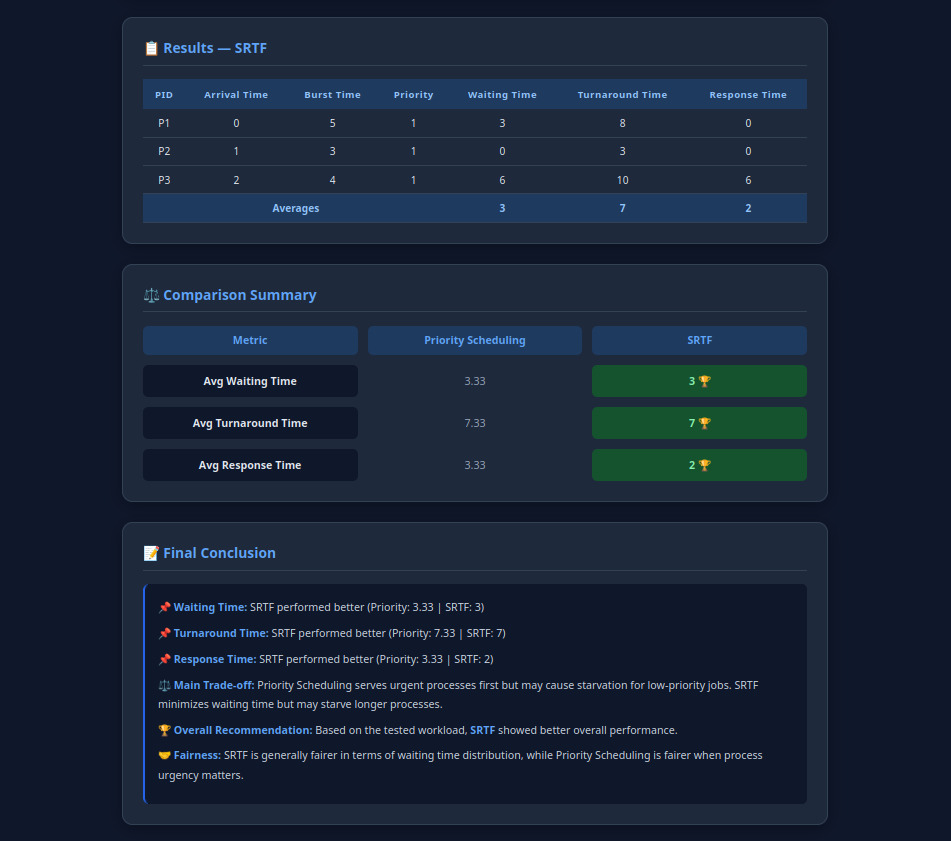 📋 Results — SRTF
PID Arrival Time Burst Time Priority Waiting Time Turnaround Time Response Time
P1 0 5 1 3 8 0
P2 1 3 1 0 3 0
P3 2 4 1 6 10 6
Averages 3 7 2
⚖️ Comparison Summary
Metric Priority Scheduling SRTF
Avg Waiting Time 3.33 3 🏆
Avg Turnaround Time 7.33 7 🏆
Avg Response Time 3.33 2 🏆
📝 Final Conclusion
📌 Waiting Time: SRTF performed better (Priority: 3.33 | SRTF: 3)
📌 Turnaround Time: SRTF performed better (Priority: 7.33 | SRTF: 7)
📌 Response Time: SRTF performed better (Priority: 3.33 | SRTF: 2)
⚖️ Main Trade-off: Priority Scheduling serves urgent processes first but may cause starvation for low-priority jobs. SRTF
minimizes waiting time but may starve longer processes.
🏆 Overall Recommendation: Based on the tested workload, SRTF showed better overall performance.
🤝 Fairness: SRTF is generally fairer in terms of waiting time distribution, while Priority Scheduling is fairer when process
urgency matters.